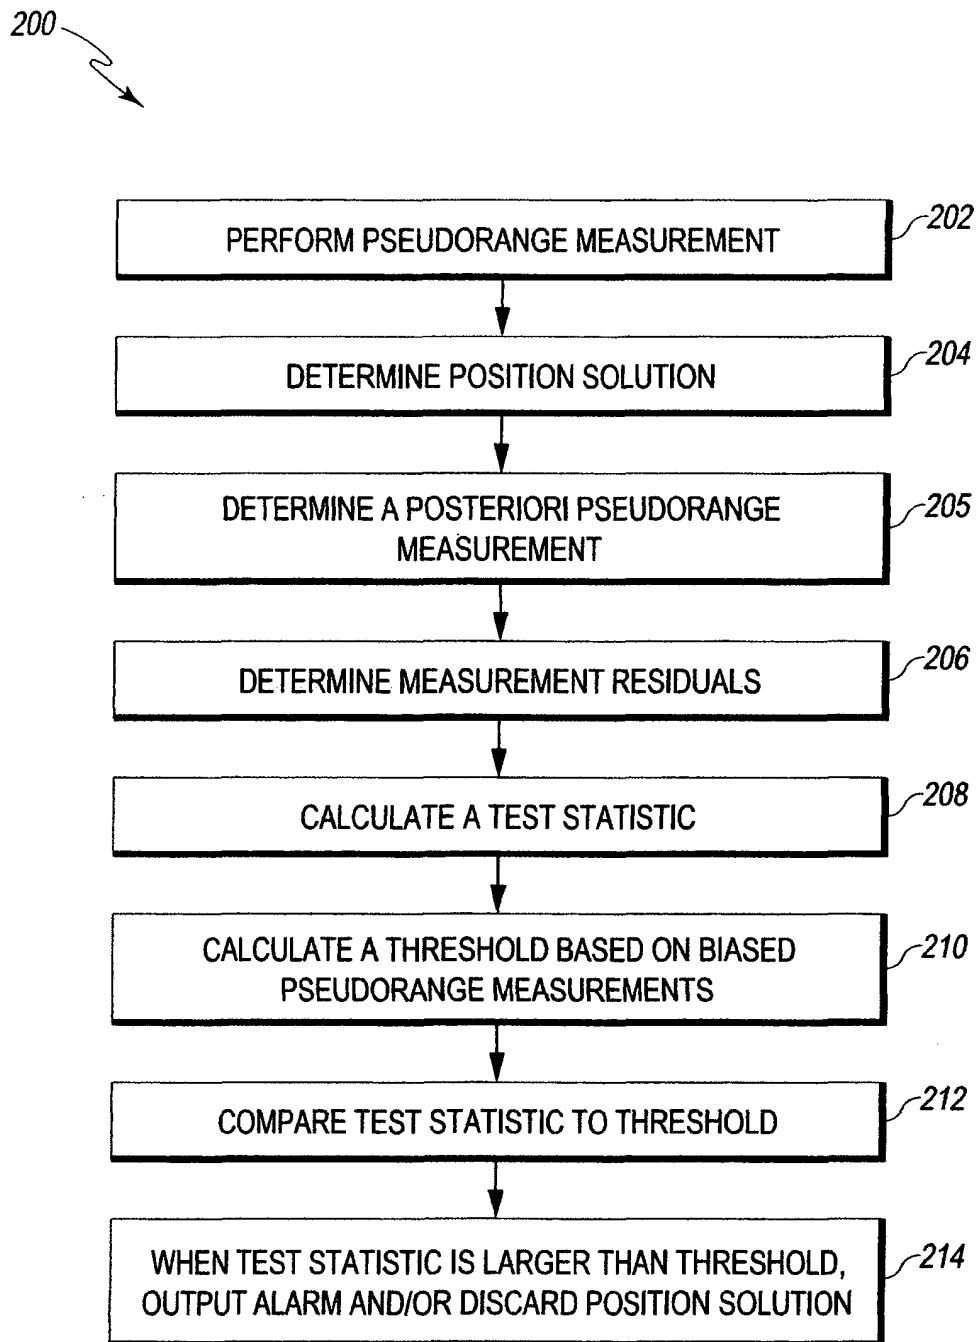 200
PERFORM PSEUDORANGE MEASUREMENT
202
DETERMINE POSITION SOLUTION
204
DETERMINE A POSTERIORI PSEUDORANGE
MEASUREMENT
205
DETERMINE MEASUREMENT RESIDUALS
206
CALCULATE A TEST STATISTIC
208
CALCULATE A THRESHOLD BASED ON BIASED
PSEUDORANGE MEASUREMENTS
210
COMPARE TEST STATISTIC TO THRESHOLD
212
WHEN TEST STATISTIC IS LARGER THAN THRESHOLD,
OUTPUT ALARM AND/OR DISCARD POSITION SOLUTION
214